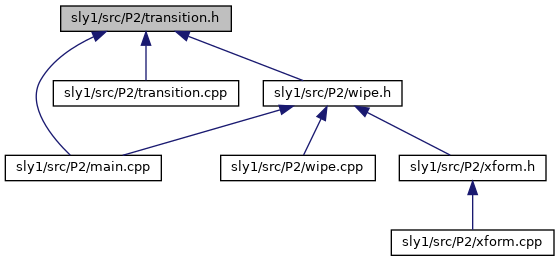 sly1/src/P2/transition.h
sly1/src/P2/transition.cpp
sly1/src/P2/wipe.h
sly1/src/P2/main.cpp
sly1/src/P2/wipe.cpp
sly1/src/P2/xform.h
sly1/src/P2/xform.cpp